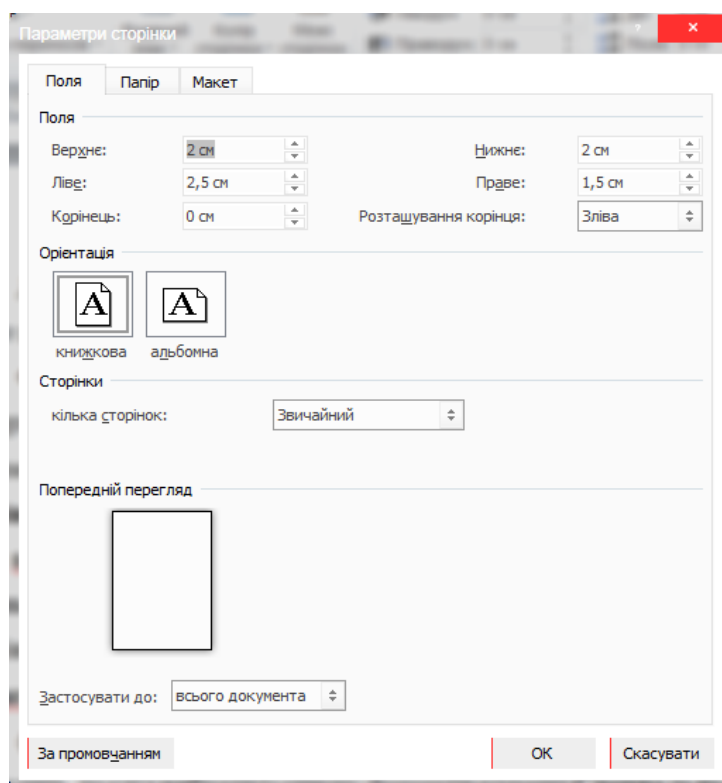 Параметри сторінки ? ×
Поля Папір Макет
Поля
Верхнє: 2 см Нижнє: 2 см
Ліве: 2,5 см Праве: 1,5 см
Корінець: 0 см Розташування корінця: Зліва
Орієнтація
A A
книжкова альбомна
Сторінки
кілька сторінок: Звичайний
Попередній перегляд
Застосувати до: всього документа
За промовчанням ОК Скасувати